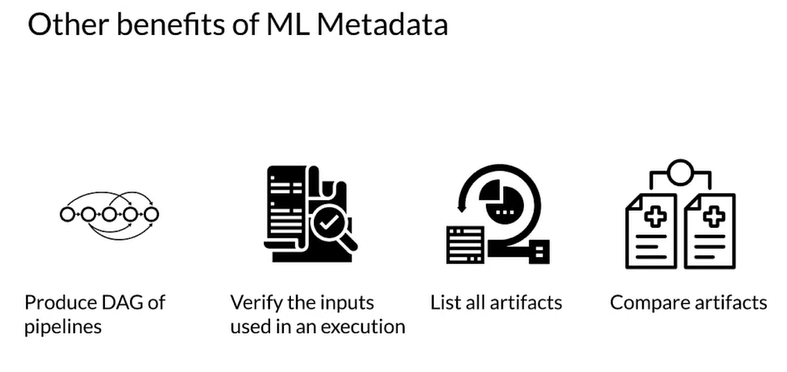 Other benefits of ML Metadata
Produce DAG of
pipelines
Verify the inputs
used in an execution
List all artifacts
Compare artifacts